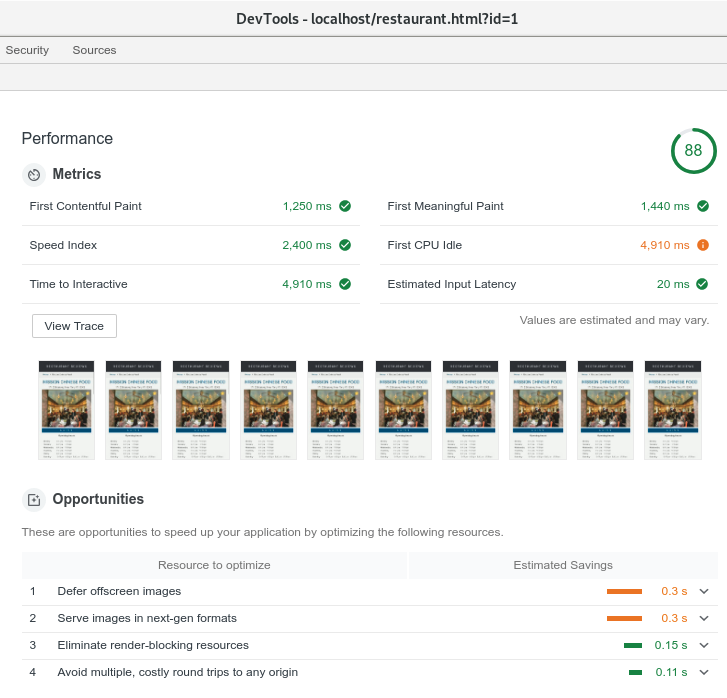 DevTools - localhost/restaurant.html?id=1
Security Sources
Performance
88
Metrics
First Contentful Paint 1,250 ms
First Meaningful Paint 1,440 ms
Speed Index 2,400 ms
First CPU Idle 4,910 ms
Time to Interactive 4,910 ms
Estimated Input Latency 20 ms
View Trace
Values are estimated and may vary.
Opportunities
These are opportunities to speed up your application by optimizing the following resources.
Resource to optimize Estimated Savings
1 Defer offscreen images 0.3 s
2 Serve images in next-gen formats 0.3 s
3 Eliminate render-blocking resources 0.15 s
4 Avoid multiple, costly round trips to any origin 0.11 s